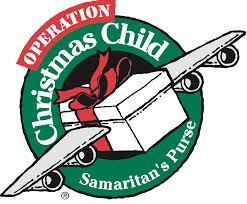 OPERATION
Christmas Child
Samaritan's Purse
®